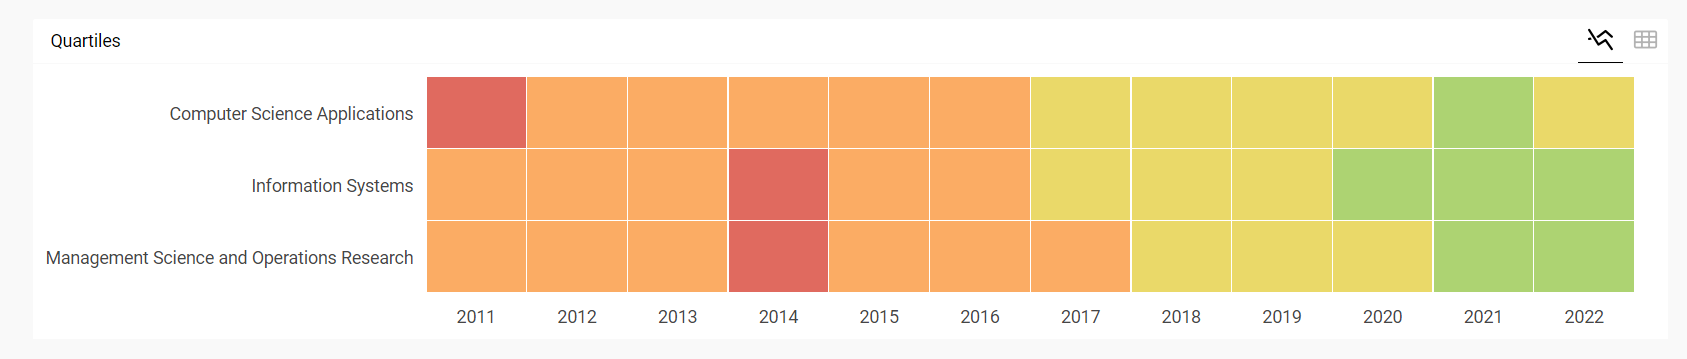 Quartiles
Computer Science Applications
Information Systems
Management Science and Operations Research
2011 2012 2013 2014 2015 2016 2017 2018 2019 2020 2021 2022